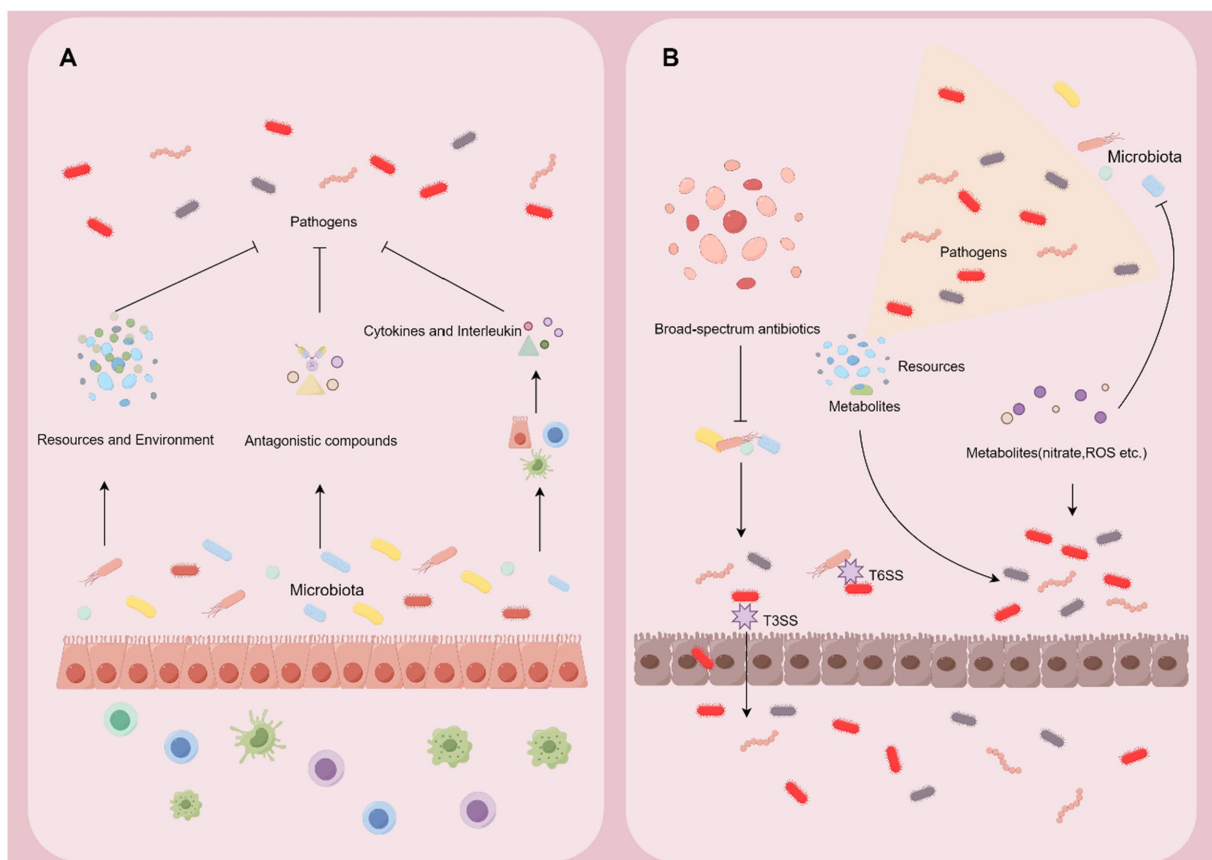 A
Pathogens
Cytokines and Interleukin
Resources and Environment
Antagonistic compounds
Microbiota
B
Microbiota
Pathogens
Broad-spectrum antibiotics
Resources
Metabolites
Metabolites(nitrate,ROS etc.)
T6SS
T3SS